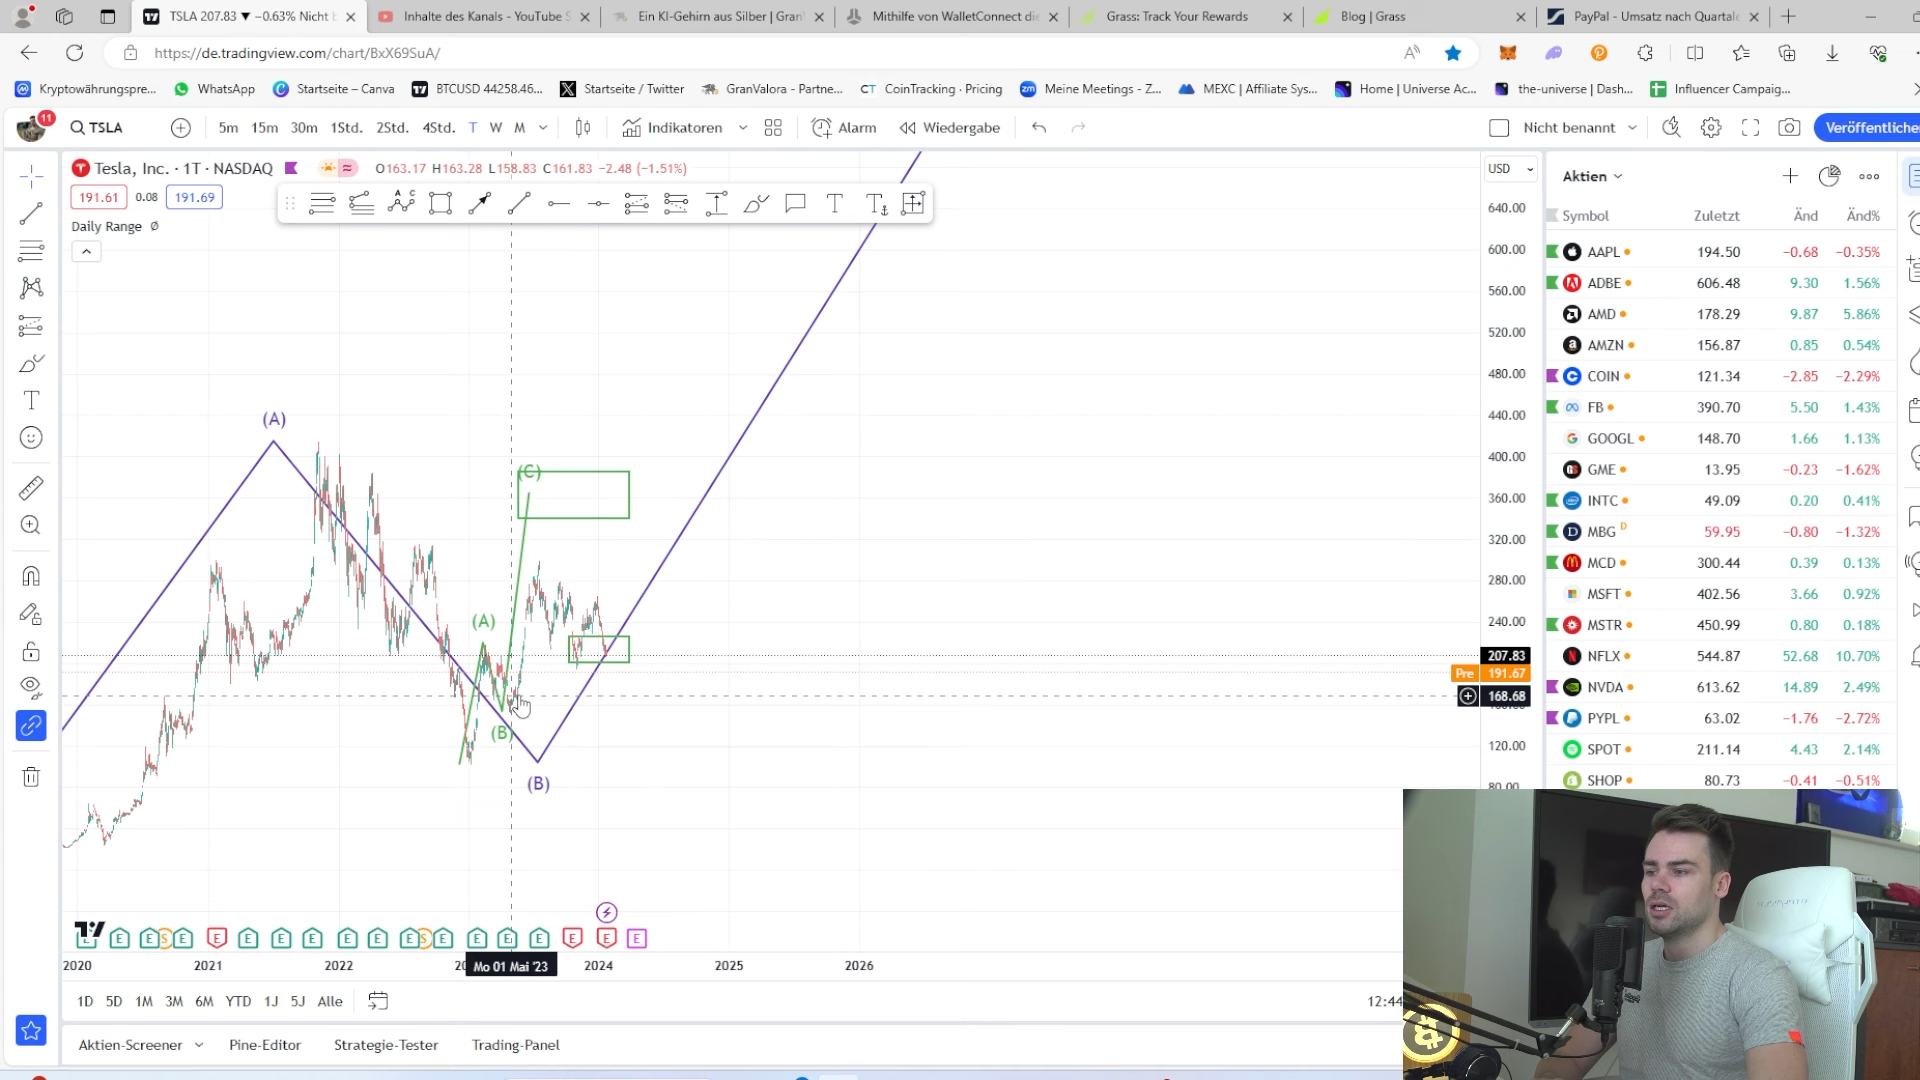 TSLA 207.83 ▼ −0.63% Nicht b
Inhalte des Kanals - YouTube S
Ein KI-Gehirn aus Silber | Gran
Mithilfe von WalletConnect di
Grass: Track Your Rewards
Blog | Grass
PayPal - Umsatz nach Quartal
https://de.tradingview.com/chart/BxX69SuA/
Kryptowährungspre...
WhatsApp
Startseite – Canva
BTCUSD 44258.46...
Startseite / Twitter
GranValora - Partne...
CT CoinTracking · Pricing
zm Meine Meetings - Z...
MEXC | Affiliate Sys...
Home | Universe Ac...
the-universe | Dash...
Influencer Campaig...
11
TSLA
5m 15m 30m 1Std. 2Std. 4Std. T W M
Indikatoren
Alarm
Wiedergabe
Nicht benannt
Veröffentliche
Tesla, Inc. · 1T · NASDAQ
O163.17 H163.28 L158.83 C161.83 −2.48 (−1.51%)
191.61 0.08 191.69
Daily Range Ø
USD
640.00
600.00
560.00
520.00
480.00
440.00
400.00
360.00
320.00
280.00
240.00
207.83
Pre 191.67
168.68
120.00
80.00
(A)
(C)
(A)
(B)
(B)
E E E S E E E E E E E E S E E E E E E E
2020 2021 2022 Mo 01 Mai '23 2024 2025 2026
1D 5D 1M 3M 6M YTD 1J 5J Alle
12:44
Aktien-Screener
Pine-Editor
Strategie-Tester
Trading-Panel
Aktien
Symbol Zuletzt Änd Änd%
AAPL 194.50 −0.68 −0.35%
ADBE 606.48 9.30 1.56%
AMD 178.29 9.87 5.86%
AMZN 156.87 0.85 0.54%
COIN 121.34 −2.85 −2.29%
FB 390.70 5.50 1.43%
GOOGL 148.70 1.66 1.13%
GME 13.95 −0.23 −1.62%
INTC 49.09 0.20 0.41%
MBG D 59.95 −0.80 −1.32%
MCD 300.44 0.39 0.13%
MSFT 402.56 3.66 0.92%
MSTR 450.99 0.80 0.18%
NFLX 544.87 52.68 10.70%
NVDA 613.62 14.89 2.49%
PYPL 63.02 −1.76 −2.72%
SPOT 211.14 4.43 2.14%
SHOP 80.73 −0.41 −0.51%